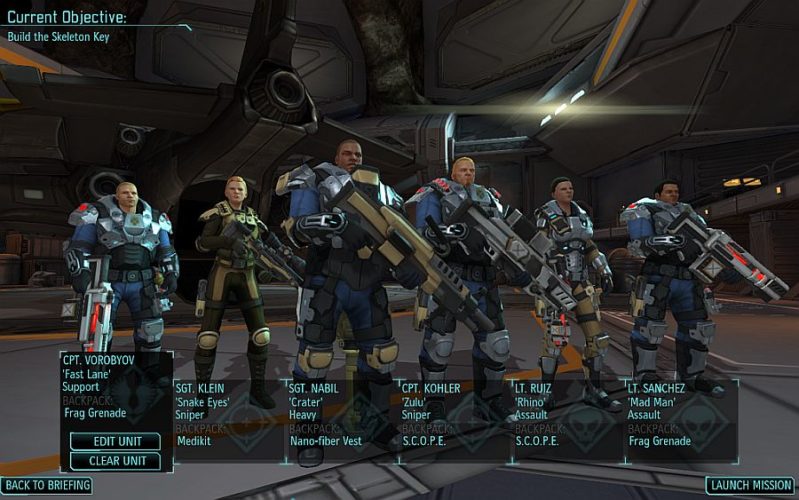 Current Objective:
Build the Skeleton Key
CPT. VOROBYOV
'Fast Lane'
Support
BACKPACK:
Frag Grenade
EDIT UNIT
CLEAR UNIT
SGT. KLEIN
'Snake Eyes'
Sniper
BACKPACK:
Medikit
SGT. NABIL
'Crater'
Heavy
BACKPACK:
Nano-fiber Vest
CPT. KOHLER
'Zulu'
Sniper
BACKPACK:
S.C.O.P.E.
LT. RUIZ
'Rhino'
Assault
BACKPACK:
S.C.O.P.E.
LT. SANCHEZ
'Mad Man'
Assault
BACKPACK:
Frag Grenade
BACK TO BRIEFING
LAUNCH MISSION